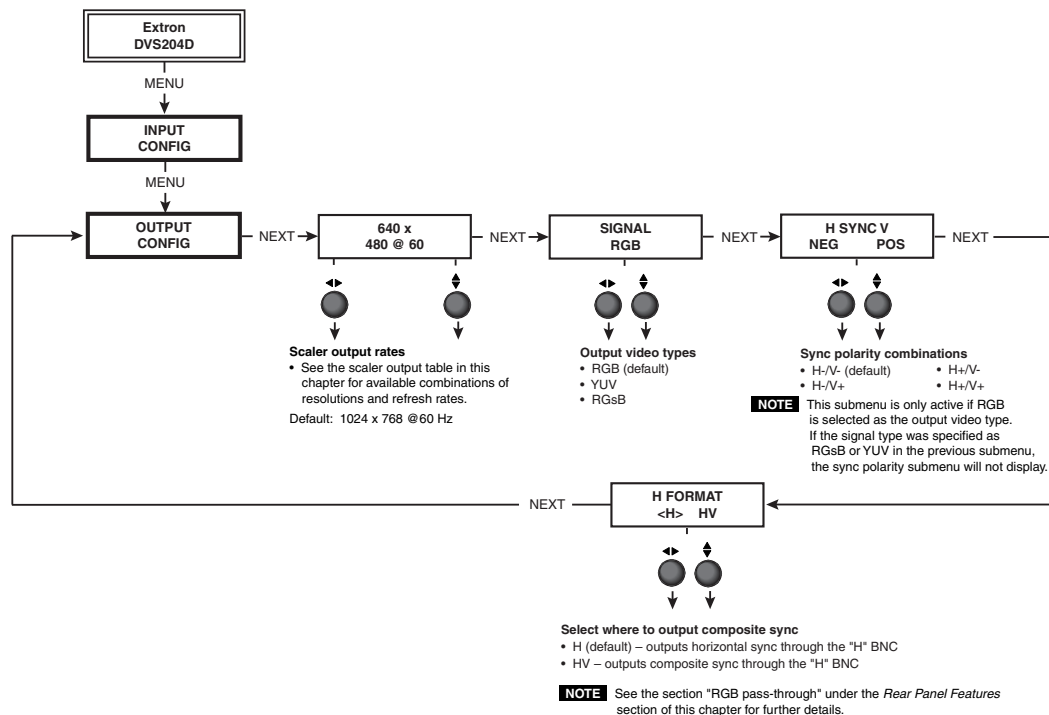 Extron
DVS204D
MENU
INPUT
CONFIG
MENU
OUTPUT
CONFIG
NEXT
640 x
480 @ 60
NEXT
SIGNAL
RGB
NEXT
H SYNC V
NEG POS
NEXT
Scaler output rates
• See the scaler output table in this
chapter for available combinations of
resolutions and refresh rates.
Default: 1024 x 768 @60 Hz
Output video types
• RGB (default)
• YUV
• RGsB
Sync polarity combinations
• H-/V- (default) • H+/V-
• H-/V+ • H+/V+
NOTE This submenu is only active if RGB
is selected as the output video type.
If the signal type was specified as
RGsB or YUV in the previous submenu,
the sync polarity submenu will not display.
NEXT
H FORMAT
<H> HV
Select where to output composite sync
• H (default) – outputs horizontal sync through the "H" BNC
• HV – outputs composite sync through the "H" BNC
NOTE See the section "RGB pass-through" under the Rear Panel Features
section of this chapter for further details.